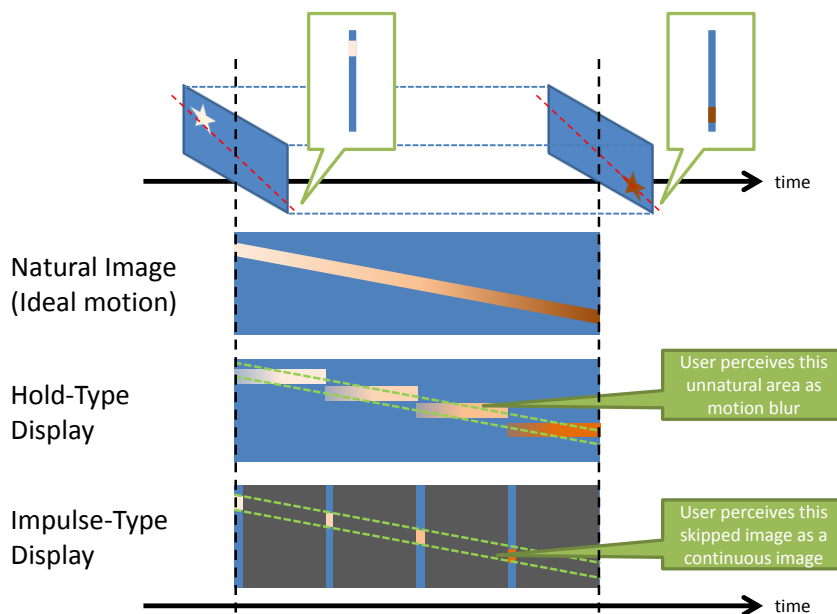 time
Natural Image
(Ideal motion)
Hold-Type
Display
User perceives this
unnatural area as
motion blur
Impulse-Type
Display
User perceives this
skipped image as a
continuous image
time